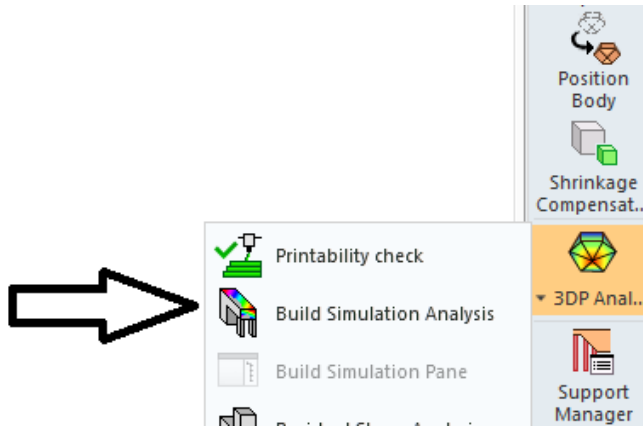 Position
Body
Shrinkage
Compensat..
Printability check
3DP Anal..
Build Simulation Analysis
Build Simulation Pane
Support
Manager